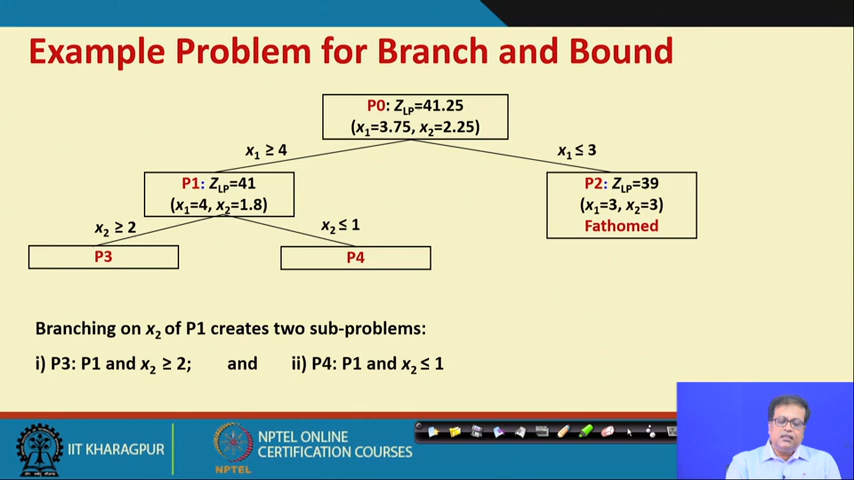 Example Problem for Branch and Bound
P0: Z_LP=41.25
(x₁=3.75, x₂=2.25)
x₁ ≥ 4
x₁ ≤ 3
P1: Z_LP=41
(x₁=4, x₂=1.8)
P2: Z_LP=39
(x₁=3, x₂=3)
Fathomed
x₂ ≥ 2
x₂ ≤ 1
P3
P4
Branching on x₂ of P1 creates two sub-problems:
i) P3: P1 and x₂ ≥ 2; and ii) P4: P1 and x₂ ≤ 1
IIT KHARAGPUR
NPTEL
NPTEL ONLINE
CERTIFICATION COURSES